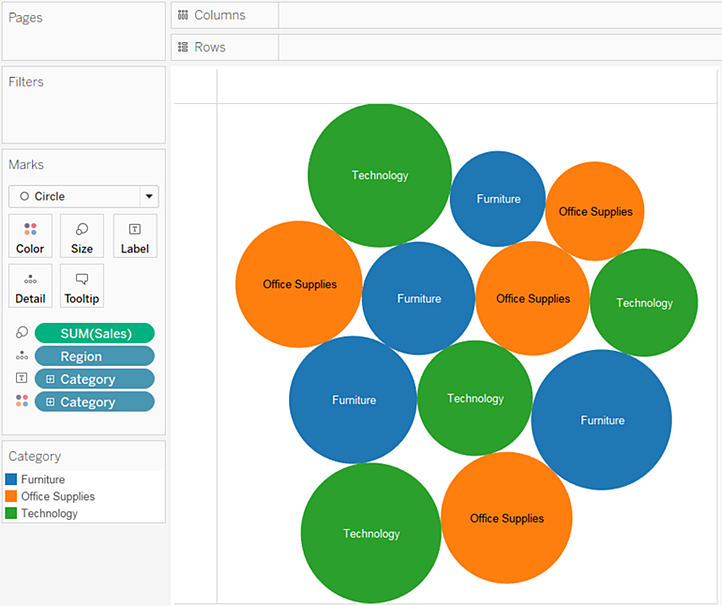 Pages
Columns
Rows
Filters
Marks
Circle
Color
Size
Label
Detail
Tooltip
SUM(Sales)
Region
Category
Category
Category
Furniture
Office Supplies
Technology
Technology
Furniture
Office Supplies
Office Supplies
Furniture
Office Supplies
Technology
Furniture
Technology
Furniture
Technology
Office Supplies